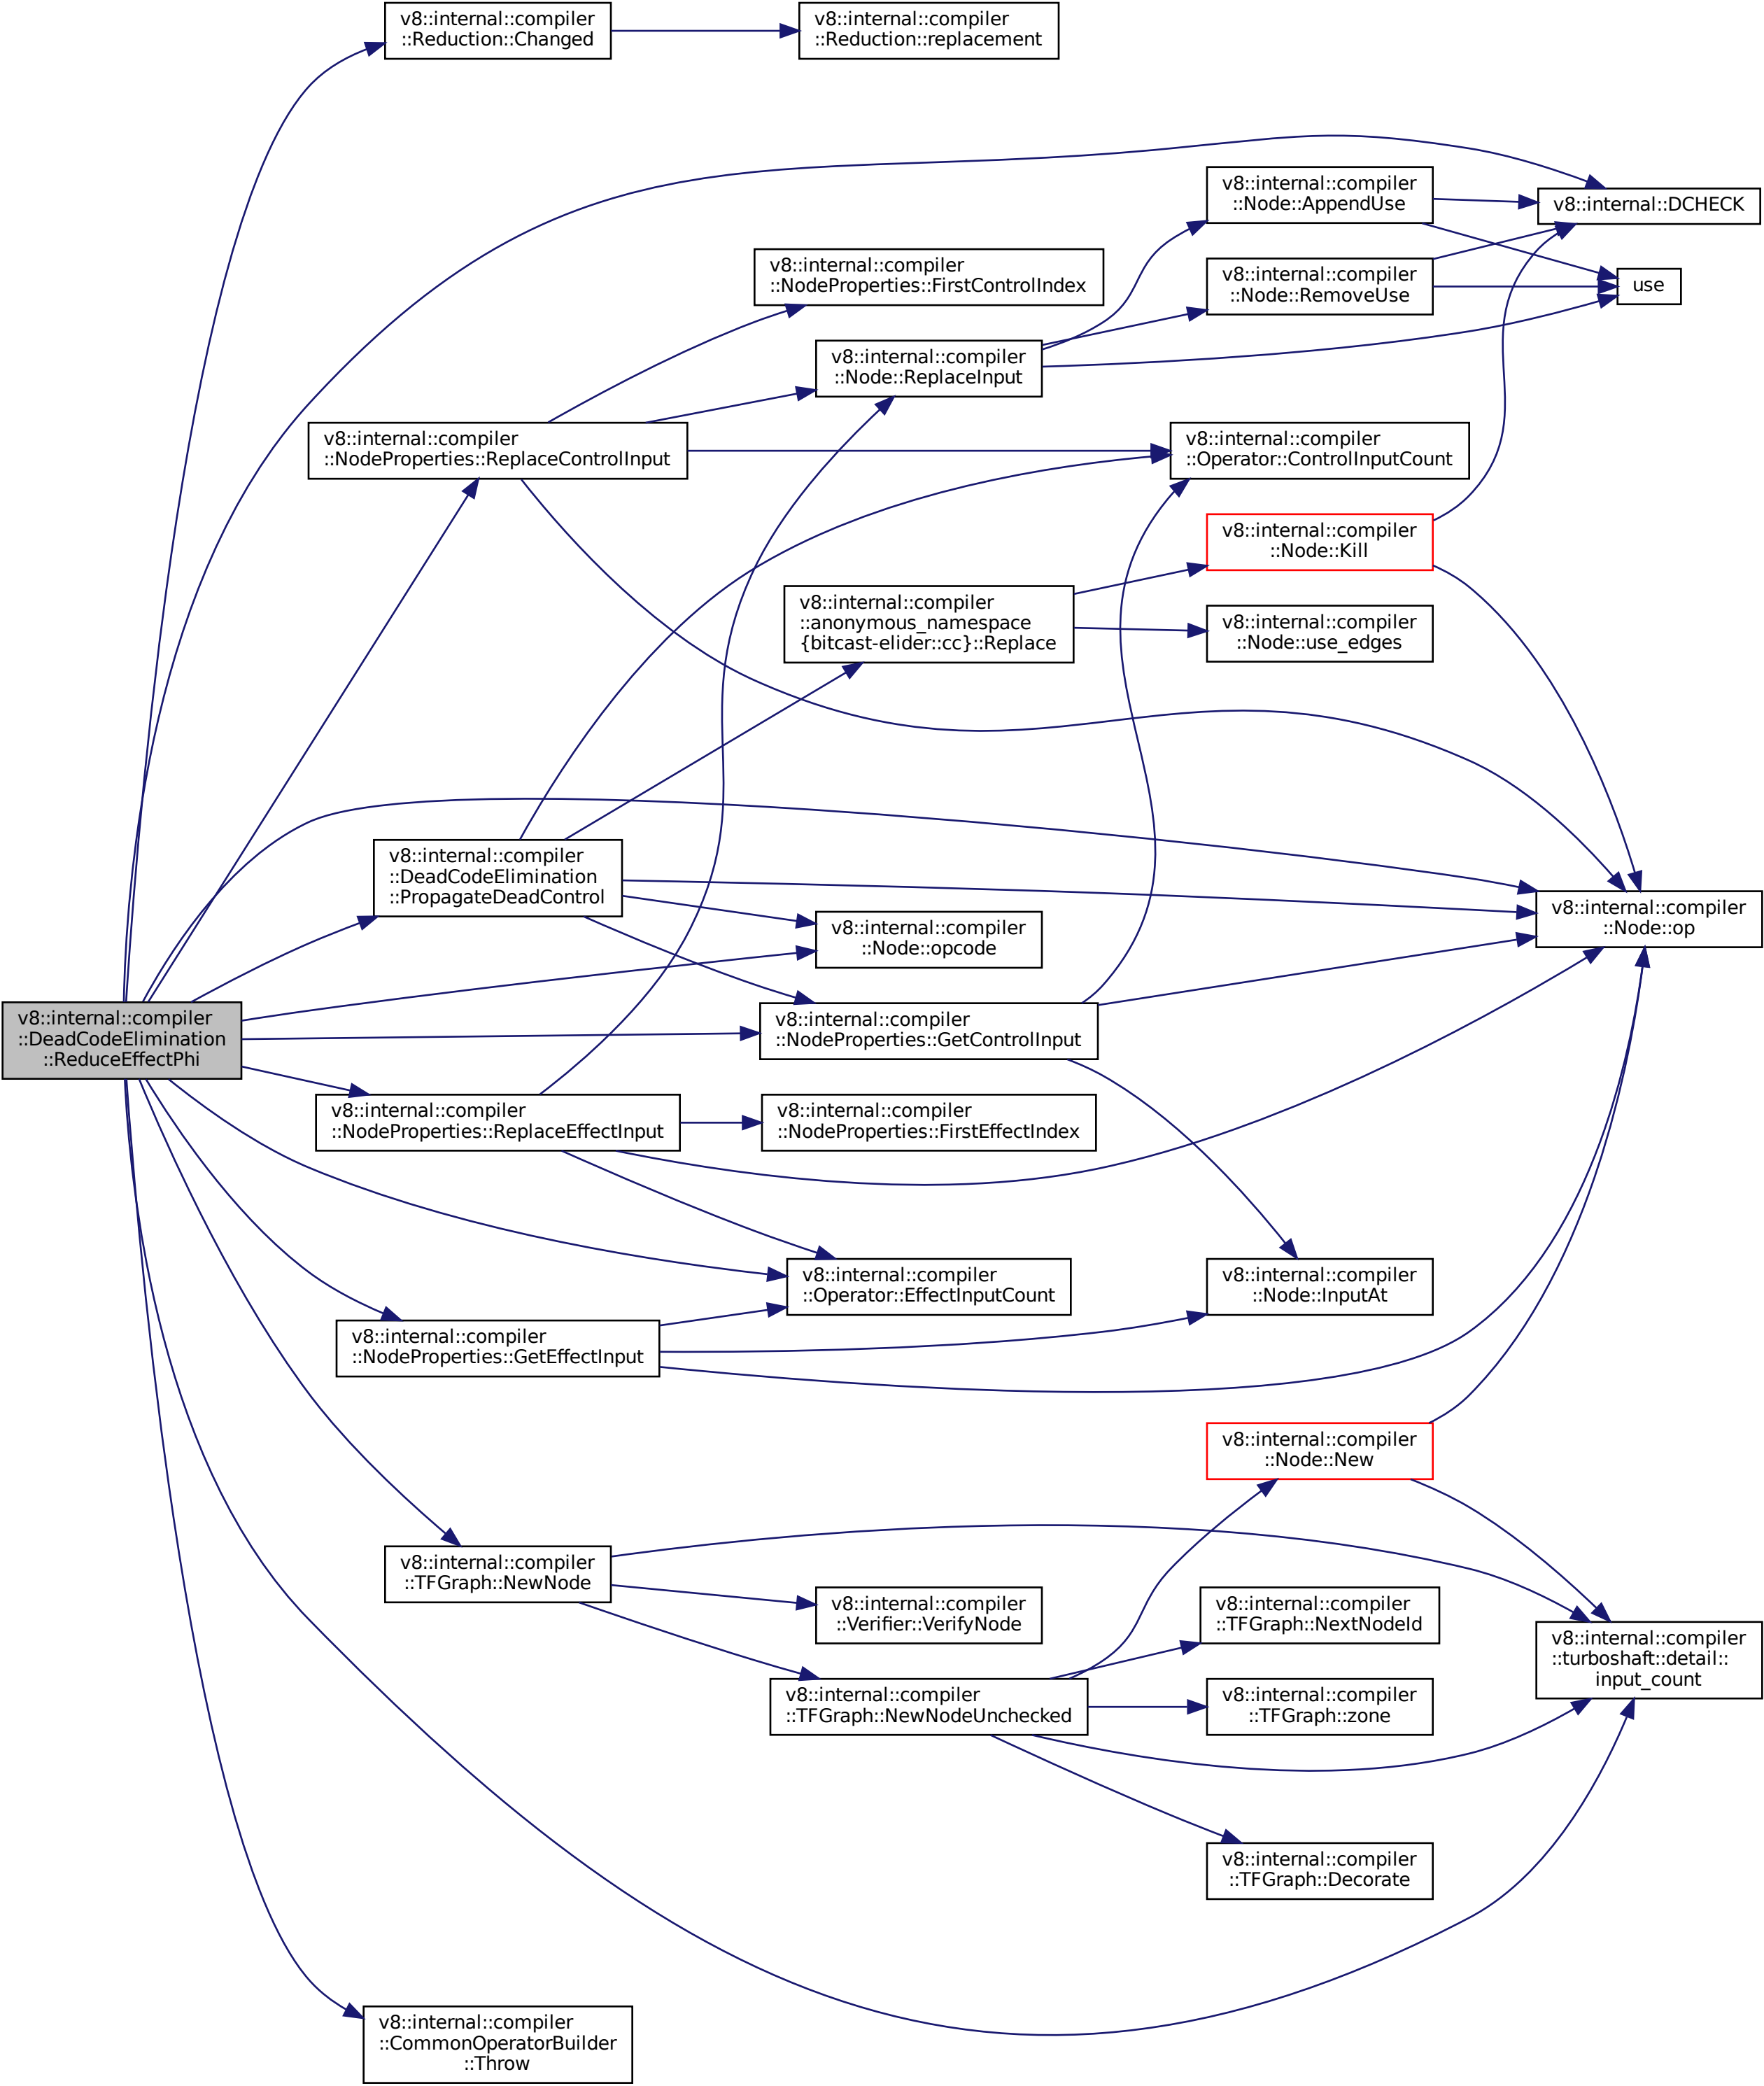 v8::internal::compiler
::Reduction::Changed
v8::internal::compiler
::Reduction::replacement
v8::internal::compiler
::Node::AppendUse
v8::internal::DCHECK
v8::internal::compiler
::NodeProperties::FirstControlIndex
v8::internal::compiler
::Node::RemoveUse
use
v8::internal::compiler
::Node::ReplaceInput
v8::internal::compiler
::NodeProperties::ReplaceControlInput
v8::internal::compiler
::Operator::ControlInputCount
v8::internal::compiler
::Node::Kill
v8::internal::compiler
::anonymous_namespace
{bitcast-elider::cc}::Replace
v8::internal::compiler
::Node::use_edges
v8::internal::compiler
::DeadCodeElimination
::PropagateDeadControl
v8::internal::compiler
::Node::opcode
v8::internal::compiler
::Node::op
v8::internal::compiler
::DeadCodeElimination
::ReduceEffectPhi
v8::internal::compiler
::NodeProperties::GetControlInput
v8::internal::compiler
::NodeProperties::ReplaceEffectInput
v8::internal::compiler
::NodeProperties::FirstEffectIndex
v8::internal::compiler
::Operator::EffectInputCount
v8::internal::compiler
::Node::InputAt
v8::internal::compiler
::NodeProperties::GetEffectInput
v8::internal::compiler
::Node::New
v8::internal::compiler
::TFGraph::NewNode
v8::internal::compiler
::Verifier::VerifyNode
v8::internal::compiler
::TFGraph::NextNodeId
v8::internal::compiler
::turboshaft::detail::
input_count
v8::internal::compiler
::TFGraph::NewNodeUnchecked
v8::internal::compiler
::TFGraph::zone
v8::internal::compiler
::TFGraph::Decorate
v8::internal::compiler
::CommonOperatorBuilder
::Throw